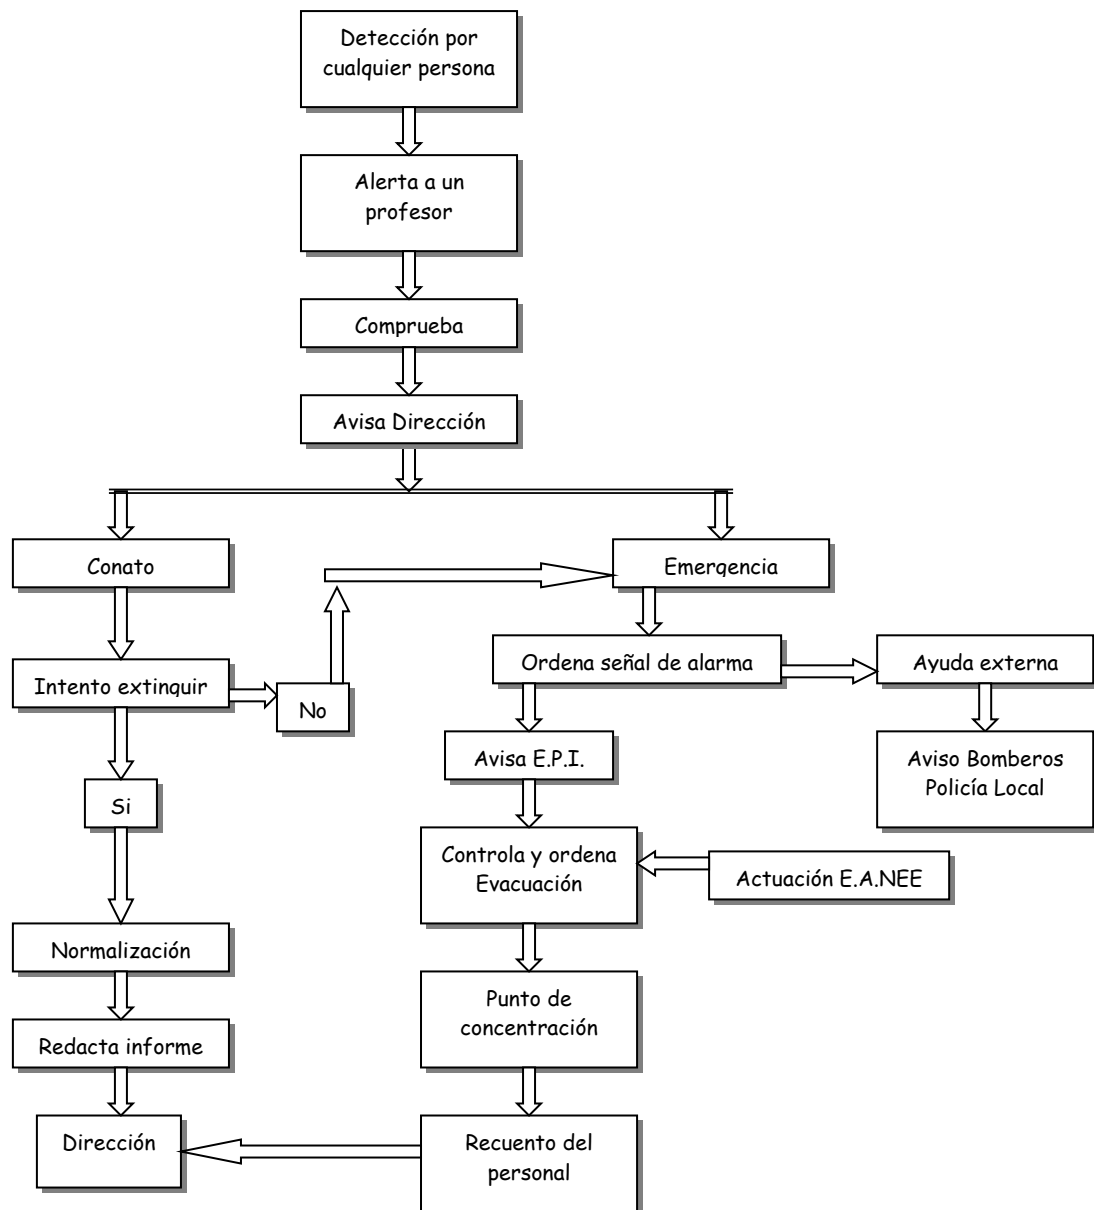 Detección por
cualquier persona
Alerta a un
profesor
Comprueba
Avisa Dirección
Conato
Emergencia
Intento extinguir
No
Ordena señal de alarma
Ayuda externa
Si
Avisa E.P.I.
Aviso Bomberos
Policía Local
Controla y ordena
Evacuación
Actuación E.A.NEE
Normalización
Punto de
concentración
Redacta informe
Dirección
Recuento del
personal